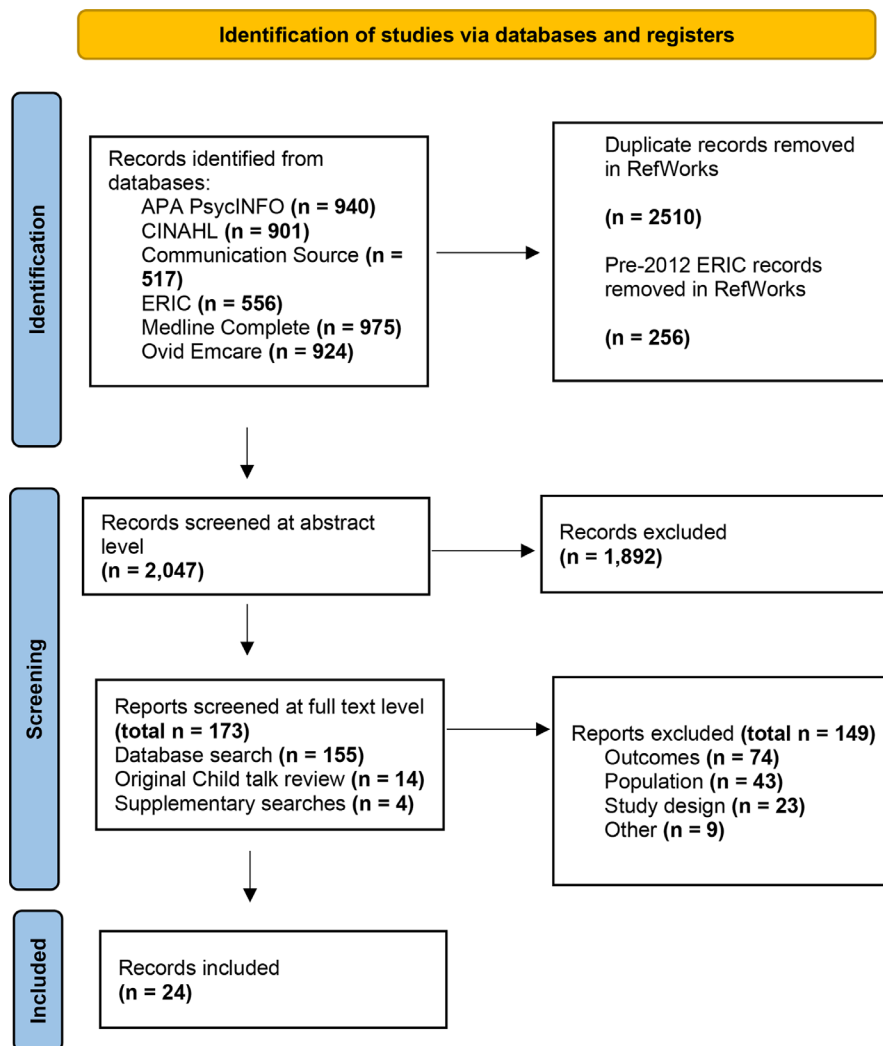 Identification of studies via databases and registers
Identification
Records identified from
databases:
APA PsycINFO (n = 940)
CINAHL (n = 901)
Communication Source (n =
517)
ERIC (n = 556)
Medline Complete (n = 975)
Ovid Emcare (n = 924)
Duplicate records removed
in RefWorks
(n = 2510)
Pre-2012 ERIC records
removed in RefWorks
(n = 256)
Screening
Records screened at abstract
level
(n = 2,047)
Records excluded
(n = 1,892)
Reports screened at full text level
(total n = 173)
Database search (n = 155)
Original Child talk review (n = 14)
Supplementary searches (n = 4)
Reports excluded (total n = 149)
Outcomes (n = 74)
Population (n = 43)
Study design (n = 23)
Other (n = 9)
Included
Records included
(n = 24)